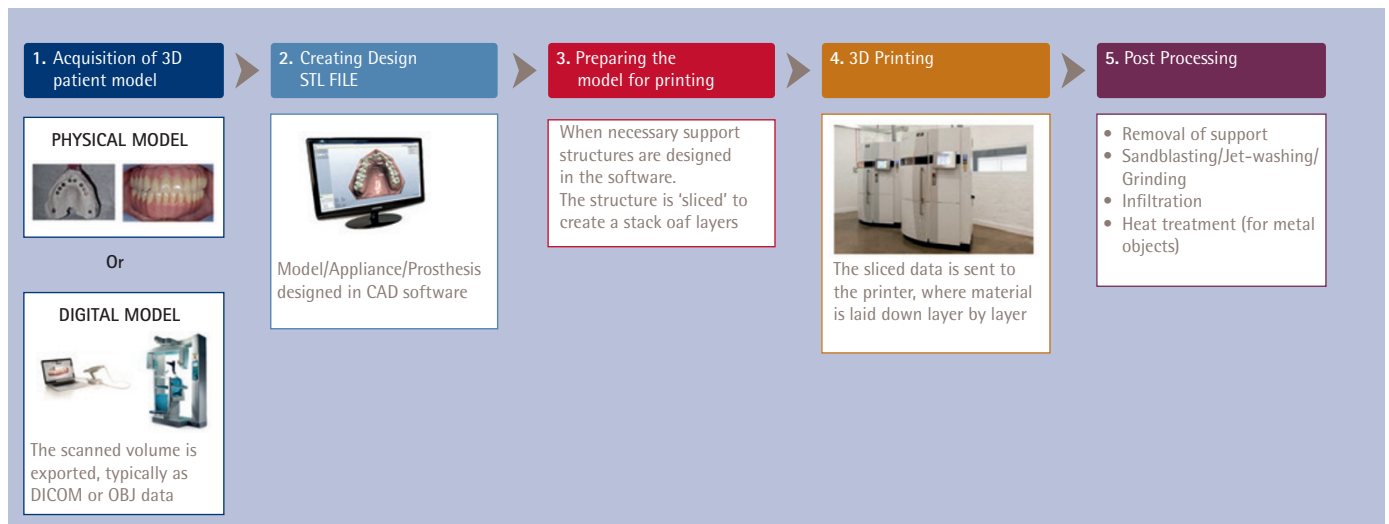 1. Acquisition of 3D
patient model
PHYSICAL MODEL
Or
DIGITAL MODEL
The scanned volume is
exported, typically as
DICOM or OBJ data
2. Creating Design
STL FILE
Model/Appliance/Prosthesis
designed in CAD software
3. Preparing the
model for printing
When necessary support
structures are designed
in the software.
The structure is ‘sliced’ to
create a stack oaf layers
4. 3D Printing
The sliced data is sent to
the printer, where material
is laid down layer by layer
5. Post Processing
• Removal of support
• Sandblasting/Jet-washing/
Grinding
• Infiltration
• Heat treatment (for metal
objects)